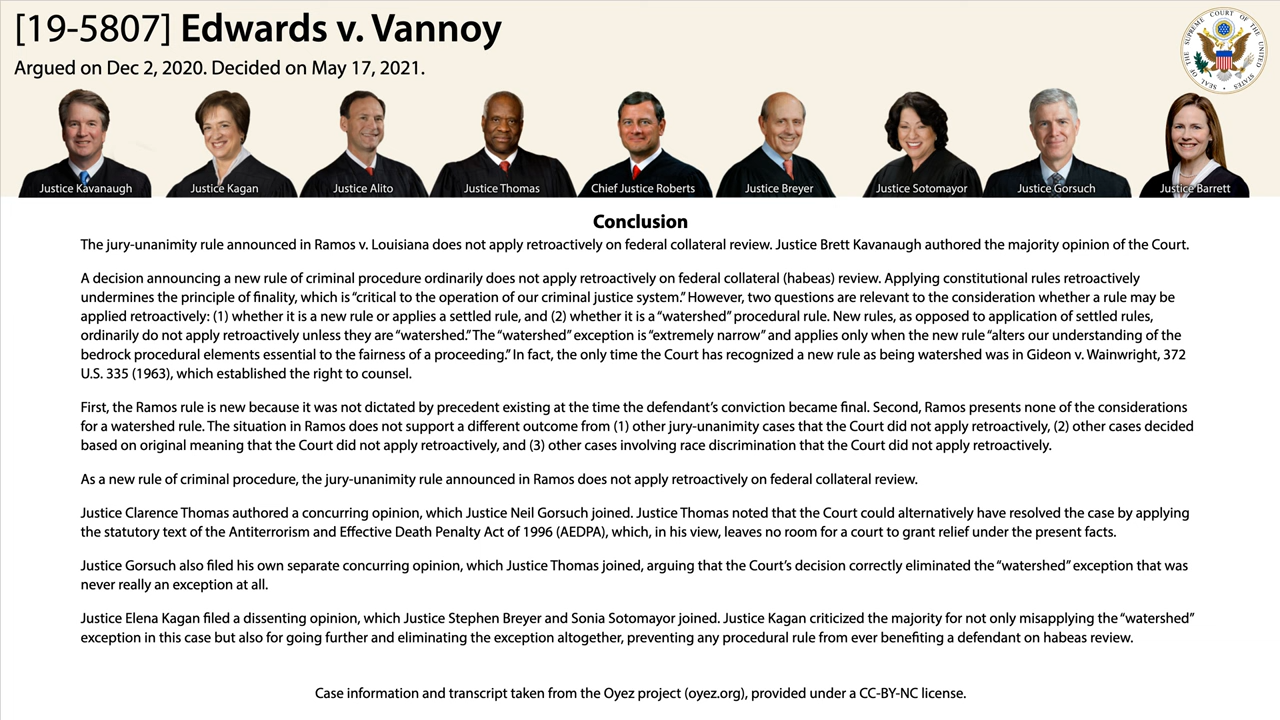 [19-5807] Edwards v. Vannoy
Argued on Dec 2, 2020. Decided on May 17, 2021.
SEAL OF THE SUPREME COURT OF THE UNITED STATES
Justice Kavanaugh
Justice Kagan
Justice Alito
Justice Thomas
Chief Justice Roberts
Justice Breyer
Justice Sotomayor
Justice Gorsuch
Justice Barrett
Conclusion
The jury-unanimity rule announced in Ramos v. Louisiana does not apply retroactively on federal collateral review. Justice Brett Kavanaugh authored the majority opinion of the Court.
A decision announcing a new rule of criminal procedure ordinarily does not apply retroactively on federal collateral (habeas) review. Applying constitutional rules retroactively
undermines the principle of finality, which is “critical to the operation of our criminal justice system.” However, two questions are relevant to the consideration whether a rule may be
applied retroactively: (1) whether it is a new rule or applies a settled rule, and (2) whether it is a “watershed” procedural rule. New rules, as opposed to application of settled rules,
ordinarily do not apply retroactively unless they are “watershed.” The “watershed” exception is “extremely narrow” and applies only when the new rule “alters our understanding of the
bedrock procedural elements essential to the fairness of a proceeding.” In fact, the only time the Court has recognized a new rule as being watershed was in Gideon v. Wainwright, 372
U.S. 335 (1963), which established the right to counsel.
First, the Ramos rule is new because it was not dictated by precedent existing at the time the defendant’s conviction became final. Second, Ramos presents none of the considerations
for a watershed rule. The situation in Ramos does not support a different outcome from (1) other jury-unanimity cases that the Court did not apply retroactively, (2) other cases decided
based on original meaning that the Court did not apply retroactively, and (3) other cases involving race discrimination that the Court did not apply retroactively.
As a new rule of criminal procedure, the jury-unanimity rule announced in Ramos does not apply retroactively on federal collateral review.
Justice Clarence Thomas authored a concurring opinion, which Justice Neil Gorsuch joined. Justice Thomas noted that the Court could alternatively have resolved the case by applying
the statutory text of the Antiterrorism and Effective Death Penalty Act of 1996 (AEDPA), which, in his view, leaves no room for a court to grant relief under the present facts.
Justice Gorsuch also filed his own separate concurring opinion, which Justice Thomas joined, arguing that the Court’s decision correctly eliminated the “watershed” exception that was
never really an exception at all.
Justice Elena Kagan filed a dissenting opinion, which Justice Stephen Breyer and Sonia Sotomayor joined. Justice Kagan criticized the majority for not only misapplying the “watershed”
exception in this case but also for going further and eliminating the exception altogether, preventing any procedural rule from ever benefiting a defendant on habeas review.
Case information and transcript taken from the Oyez project (oyez.org), provided under a CC-BY-NC license.